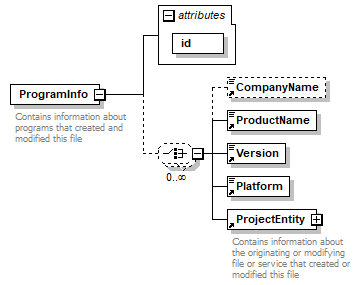 attributes
id
ProgramInfo
Contains information about
programs that created and
modified this file
0..∞
CompanyName
ProductName
Version
Platform
ProjectEntity
Contains information about
the originating or modifying
file or service that created or
modified this file